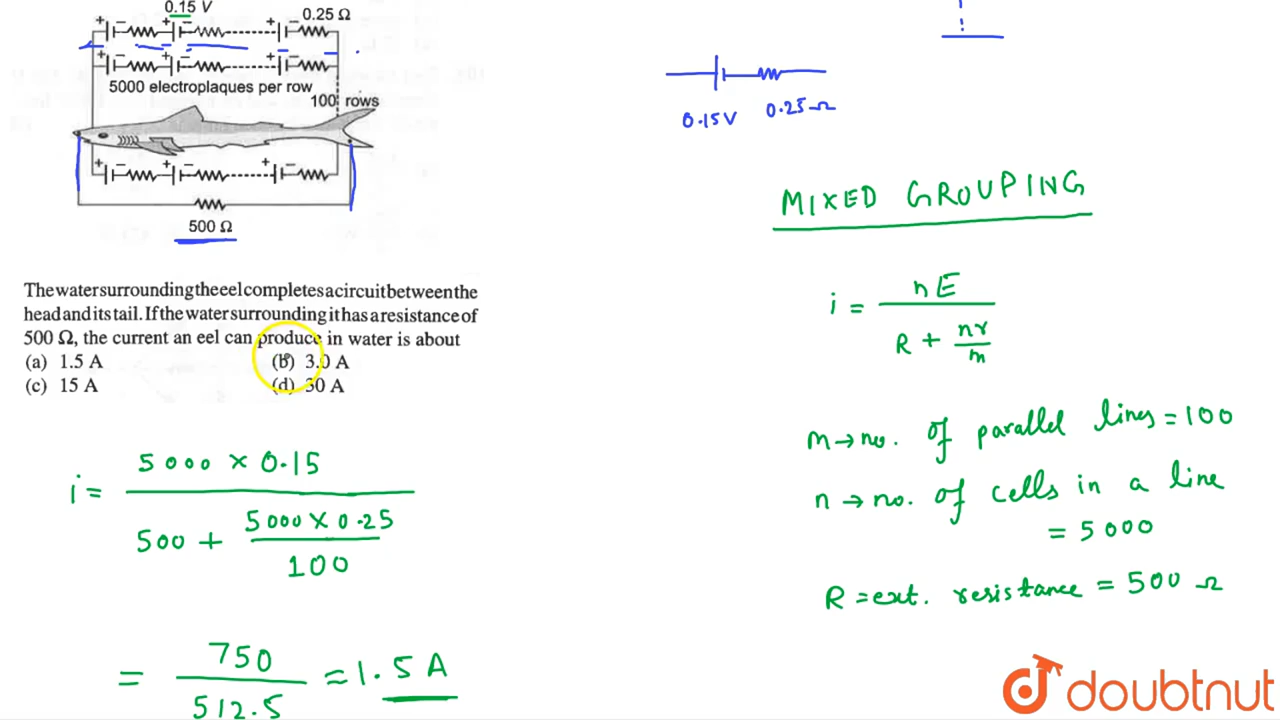 0.15 V
0.25 Ω
+ − + − + −
+ − + − + −
5000 electroplaques per row
100 rows
+ − + − + −
500 Ω
The water surrounding the eel completes a circuit between the
head and its tail. If the water surrounding it has a resistance of
500 Ω, the current an eel can produce in water is about
(a) 1.5 A (b) 3.0 A
(c) 15 A (d) 30 A
i = 5000 × 0.15
500 + 5000 × 0.25
100
= 750 ≈ 1.5 A
512.5
0.15V 0.25Ω
MIXED GROUPING
i = nE
R + nr
m
m → no. of parallel lines = 100
n → no. of cells in a line
= 5000
R = ext. resistance = 500 Ω
doubtnut